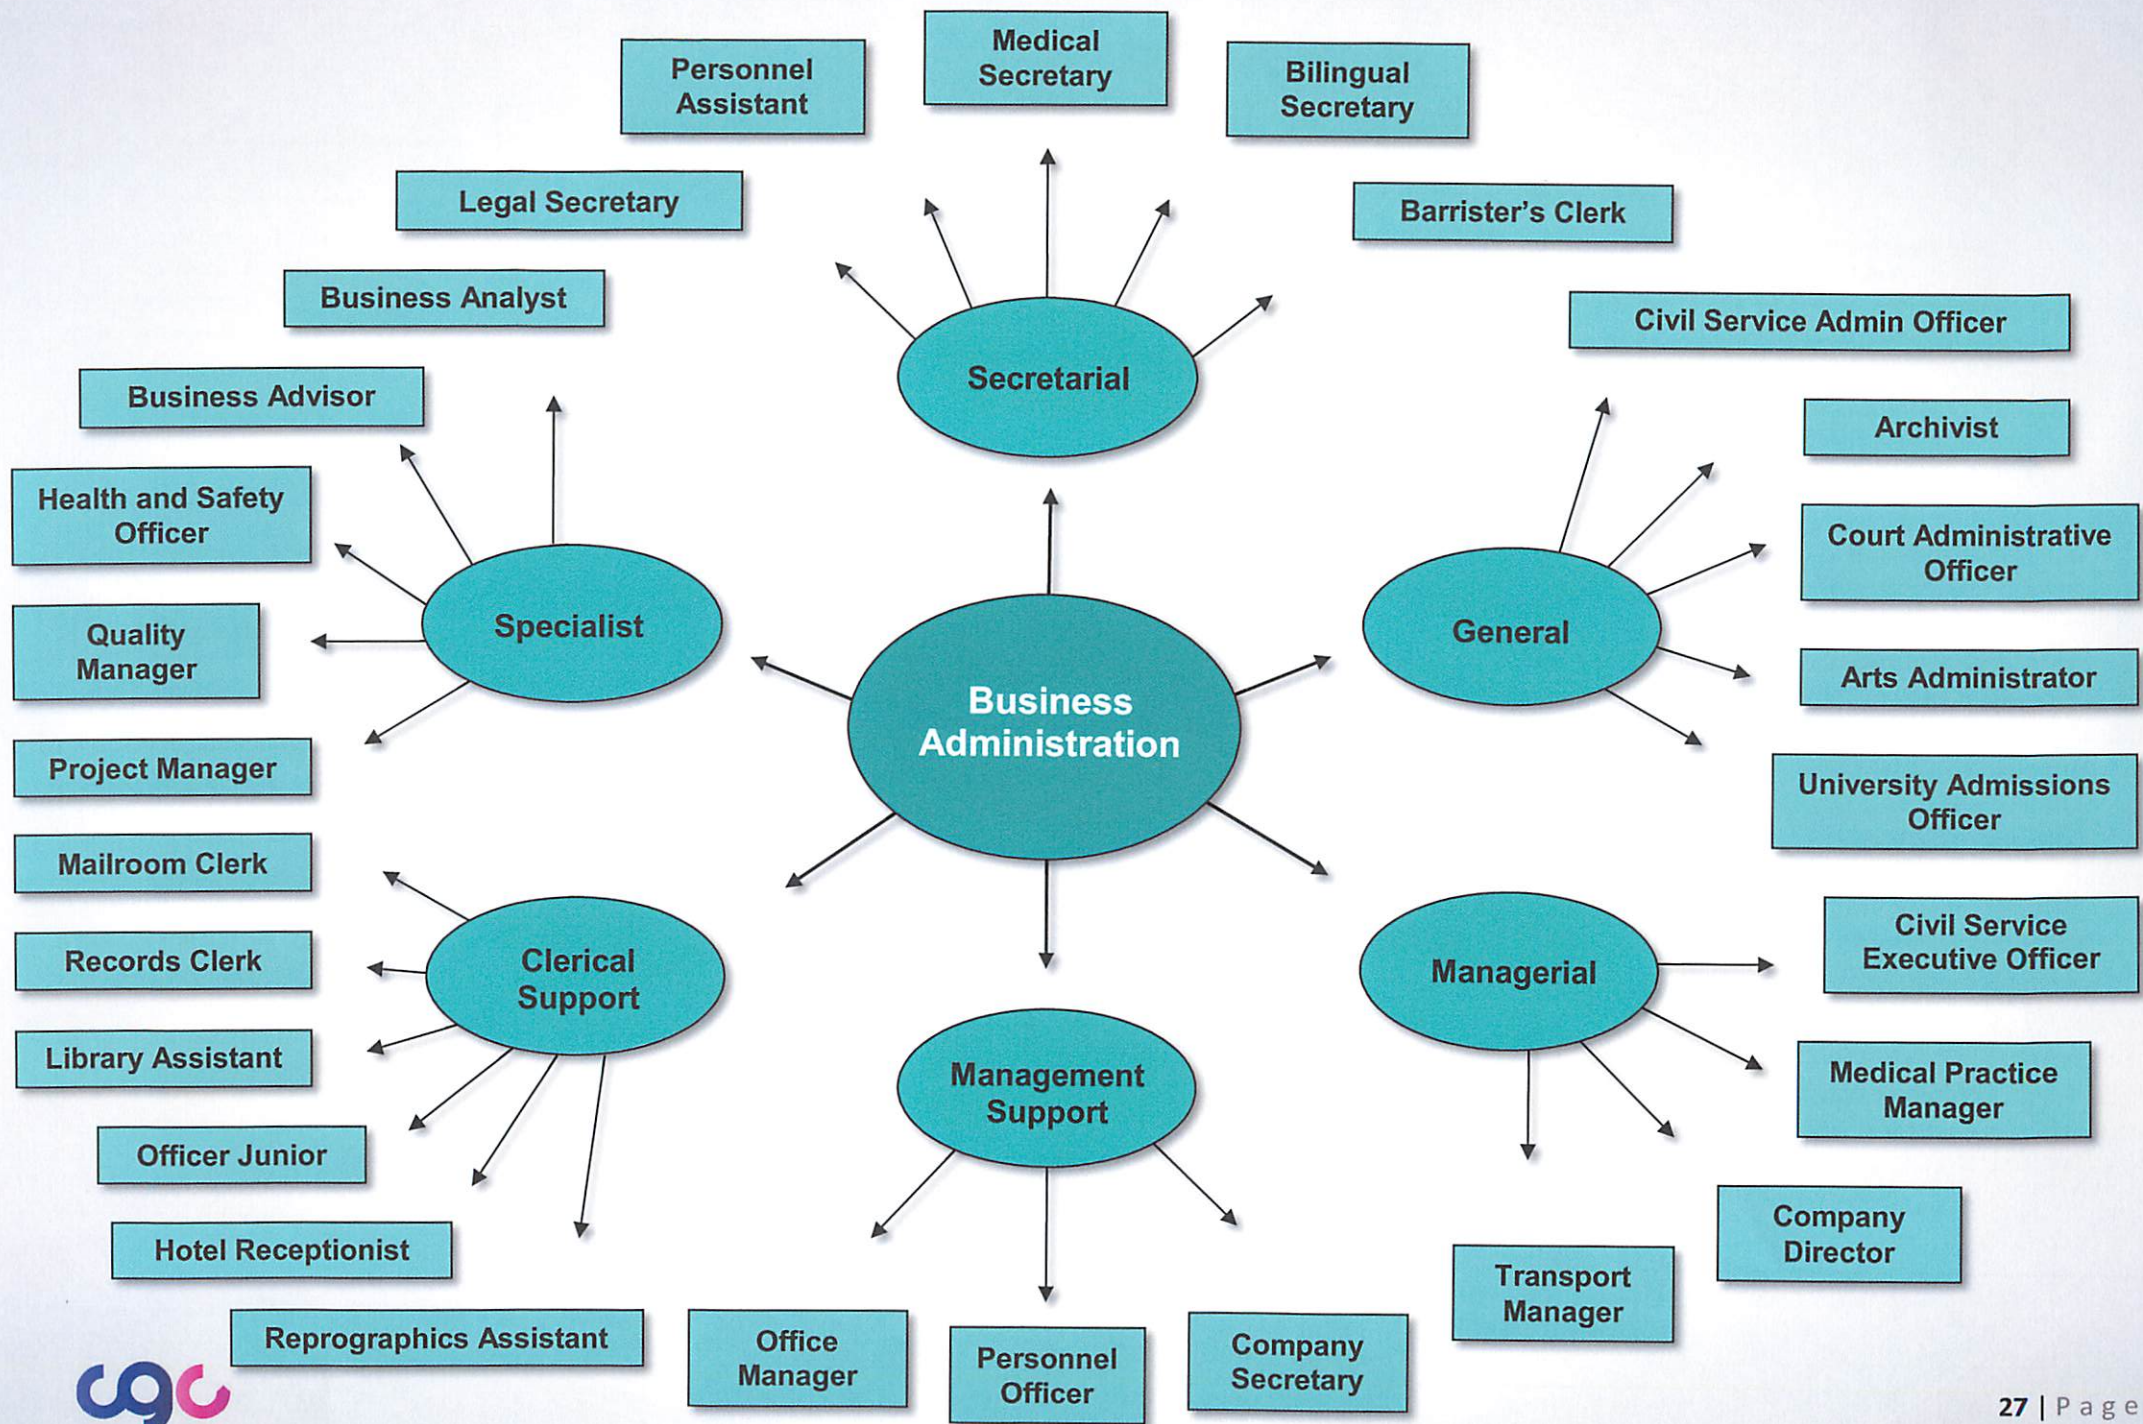 Medical
Secretary
Personnel
Assistant
Bilingual
Secretary
Legal Secretary
Barrister's Clerk
Business Analyst
Civil Service Admin Officer
Secretarial
Business Advisor
Archivist
Health and Safety
Officer
Court Administrative
Officer
Specialist
General
Quality
Manager
Arts Administrator
Business
Administration
Project Manager
University Admissions
Officer
Mailroom Clerk
Civil Service
Executive Officer
Records Clerk
Clerical
Support
Managerial
Library Assistant
Management
Support
Medical Practice
Manager
Officer Junior
Company
Director
Hotel Receptionist
Transport
Manager
Reprographics Assistant
Office
Manager
Personnel
Officer
Company
Secretary
cgc
27 | Page